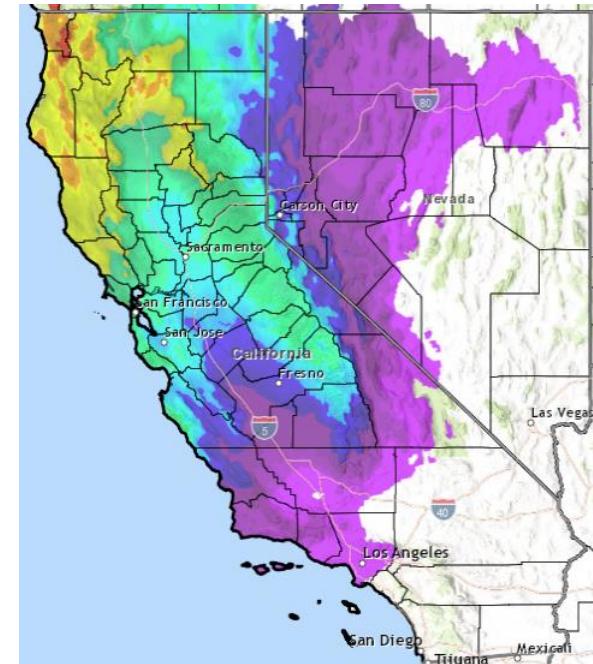 80
Carson City
Nevada
Sacramento
San Francisco
San Jose
California
Fresno
Las Vegas
5
40
Los Angeles
San Diego
Mexicali
Tijuana